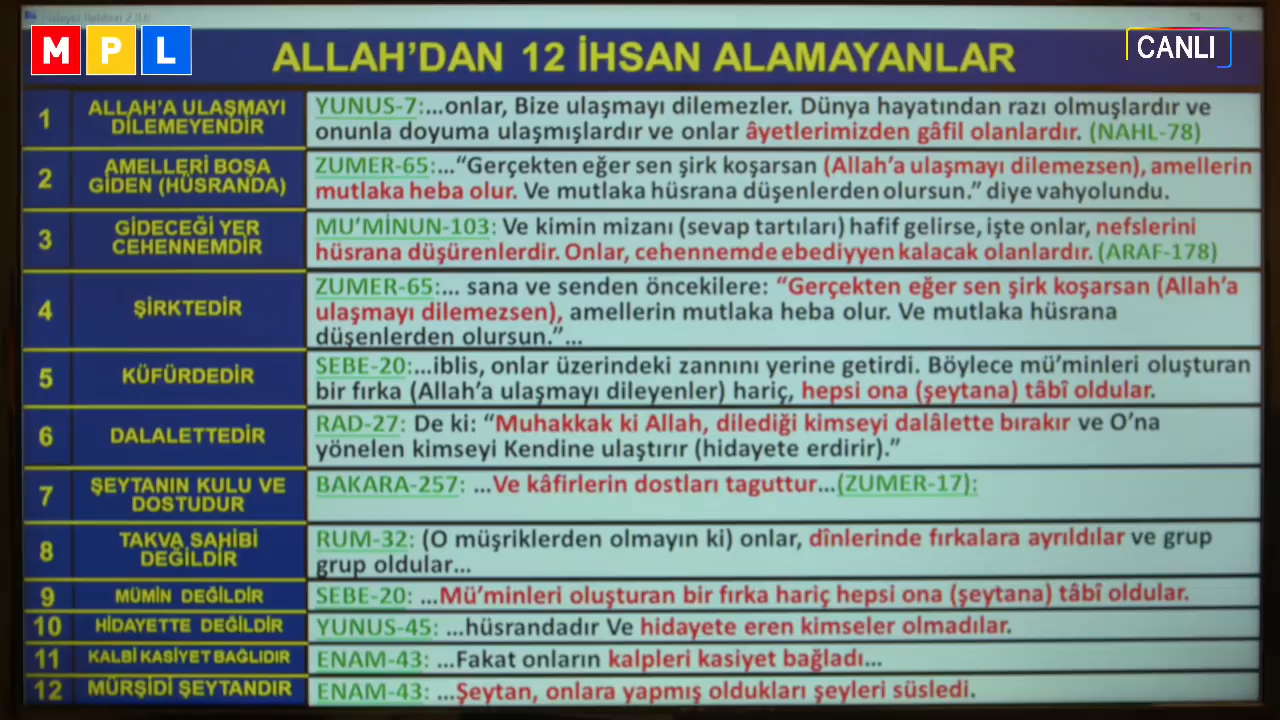 Hidayet Rehberi 2.0.0
M P L
CANLI
ALLAH’DAN 12 İHSAN ALAMAYANLAR
1
ALLAH’A ULAŞMAYI
DİLEMEYENDİR
YUNUS-7:...onlar, Bize ulaşmayı dilemezler. Dünya hayatından razı olmuşlardır ve
onunla doyuma ulaşmışlardır ve onlar âyetlerimizden gâfil olanlardır. (NAHL-78)
2
AMELLERİ BOŞA
GİDEN (HÜSRANDA)
ZUMER-65:...“Gerçekten eğer sen şirk koşarsan (Allah’a ulaşmayı dilemezsen), amellerin
mutlaka heba olur. Ve mutlaka hüsrana düşenlerden olursun.” diye vahyolundu.
3
GİDECEĞİ YER
CEHENNEMDİR
MU’MİNUN-103: Ve kimin mizanı (sevap tartıları) hafif gelirse, işte onlar, nefslerini
hüsrana düşürenlerdir. Onlar, cehennemde ebediyyen kalacak olanlardır. (ARAF-178)
4
ŞİRKTEDİR
ZUMER-65:... sana ve senden öncekilere: “Gerçekten eğer sen şirk koşarsan (Allah’a
ulaşmayı dilemezsen), amellerin mutlaka heba olur. Ve mutlaka hüsrana
düşenlerden olursun.”...
5
KÜFÜRDEDİR
SEBE-20:...iblis, onlar üzerindeki zannını yerine getirdi. Böylece mü’minleri oluşturan
bir fırka (Allah’a ulaşmayı dileyenler) hariç, hepsi ona (şeytana) tâbî oldular.
6
DALALETTEDİR
RAD-27: De ki: “Muhakkak ki Allah, dilediği kimseyi dalâlette bırakır ve O’na
yönelen kimseyi Kendine ulaştırır (hidayete erdirir).”
7
ŞEYTANIN KULU VE
DOSTUDUR
BAKARA-257: ...Ve kâfirlerin dostları taguttur...(ZUMER-17):
8
TAKVA SAHİBİ
DEĞİLDİR
RUM-32: (O müşriklerden olmayın ki) onlar, dînlerinde fırkalara ayrıldılar ve grup
grup oldular...
9
MÜMİN DEĞİLDİR
SEBE-20: ...Mü’minleri oluşturan bir fırka hariç hepsi ona (şeytana) tâbî oldular.
10
HİDAYETTE DEĞİLDİR
YUNUS-45: ...hüsrandadır Ve hidayete eren kimseler olmadılar.
11
KALBİ KASİYET BAĞLIDIR
ENAM-43: ...Fakat onların kalpleri kasiyet bağladı...
12
MÜRŞİDİ ŞEYTANDIR
ENAM-43: ...Şeytan, onlara yapmış oldukları şeyleri süsledi.